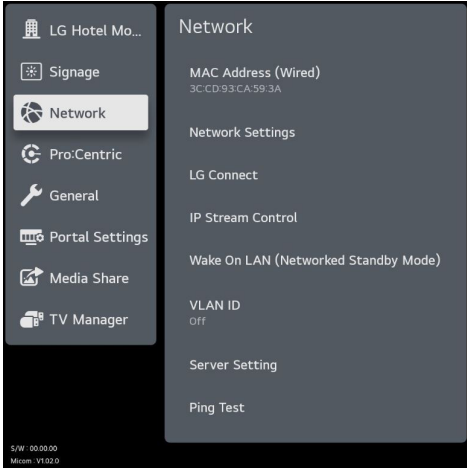 LG Hotel Mo...
Signage
Network
Pro:Centric
General
Portal Settings
Media Share
TV Manager
Network
MAC Address (Wired)
3C:CD:93:CA:59:3A
Network Settings
LG Connect
IP Stream Control
Wake On LAN (Networked Standby Mode)
VLAN ID
Off
Server Setting
Ping Test
S/W : 00.00.00
Micom : V1.02.0